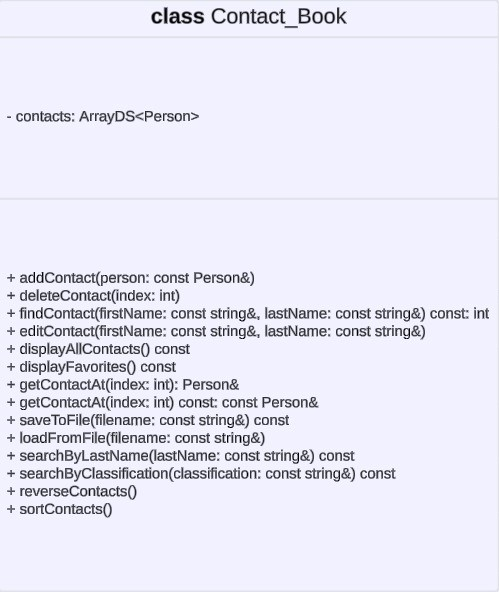 class Contact_Book
- contacts: ArrayDS<Person>
+ addContact(person: const Person&)
+ deleteContact(index: int)
+ findContact(firstName: const string&, lastName: const string&) const: int
+ editContact(firstName: const string&, lastName: const string&)
+ displayAllContacts() const
+ displayFavorites() const
+ getContactAt(index: int): Person&
+ getContactAt(index: int) const: const Person&
+ saveToFile(filename: const string&) const
+ loadFromFile(filename: const string&)
+ searchByLastName(lastName: const string&) const
+ searchByClassification(classification: const string&) const
+ reverseContacts()
+ sortContacts()